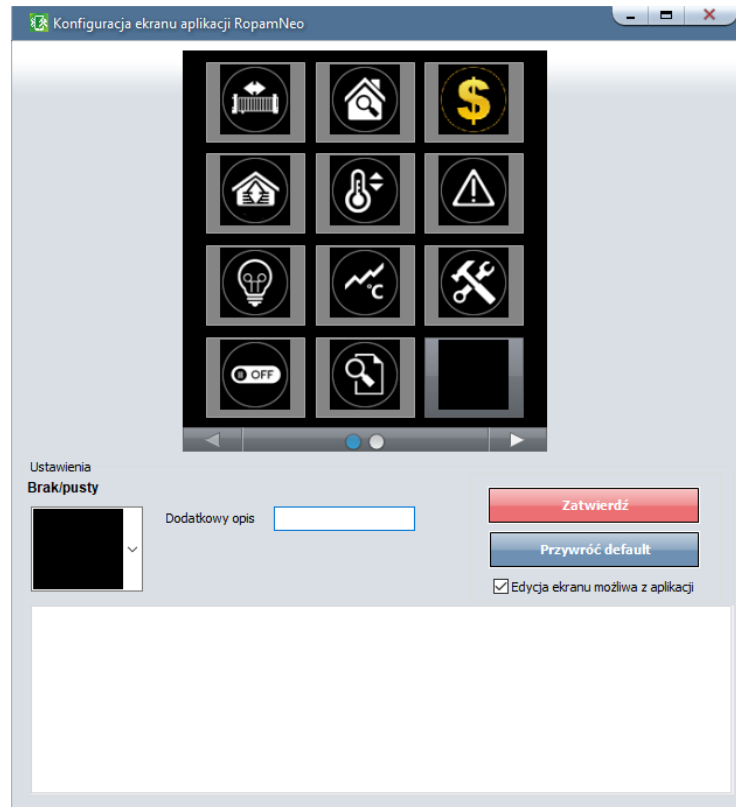 Konfiguracja ekranu aplikacji RopamNeo
$
°C
OFF
Ustawienia
Brak/pusty
Dodatkowy opis
Zatwierdź
Przywróć default
Edycja ekranu możliwa z aplikacji